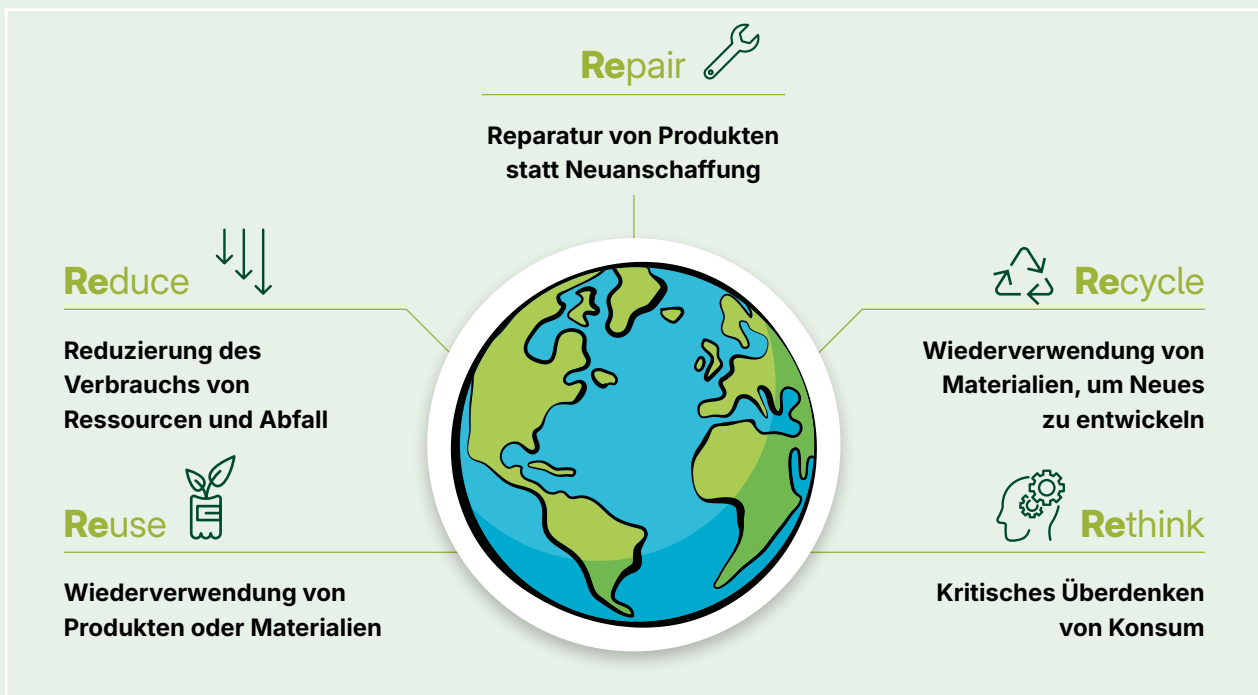 Repair
Reparatur von Produkten
statt Neuanschaffung
Reduce
Reduzierung des
Verbrauchs von
Ressourcen und Abfall
Recycle
Wiederverwendung von
Materialien, um Neues
zu entwickeln
Reuse
Wiederverwendung von
Produkten oder Materialien
Rethink
Kritisches Überdenken
von Konsum